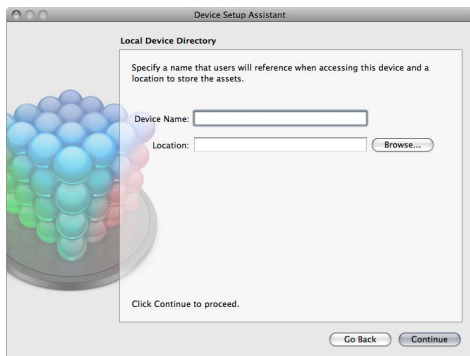 Device Setup Assistant
Local Device Directory
Specify a name that users will reference when accessing this device and a
location to store the assets.
Device Name:
Location:
Browse...
Click Continue to proceed.
Go Back
Continue